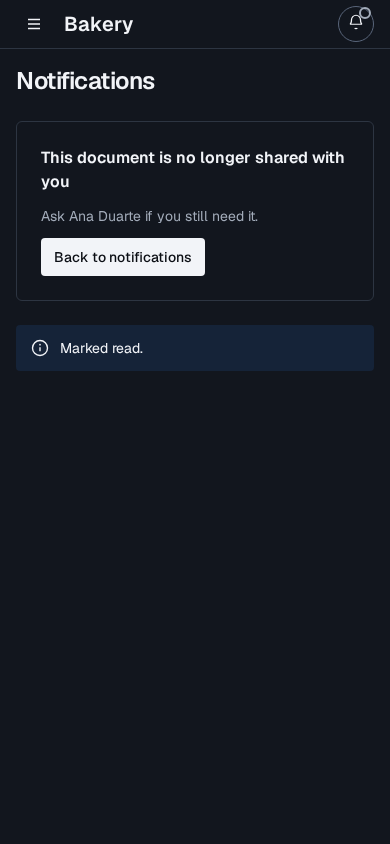 Bakery
Notifications
This document is no longer shared with
you
Ask Ana Duarte if you still need it.
Back to notifications
Marked read.